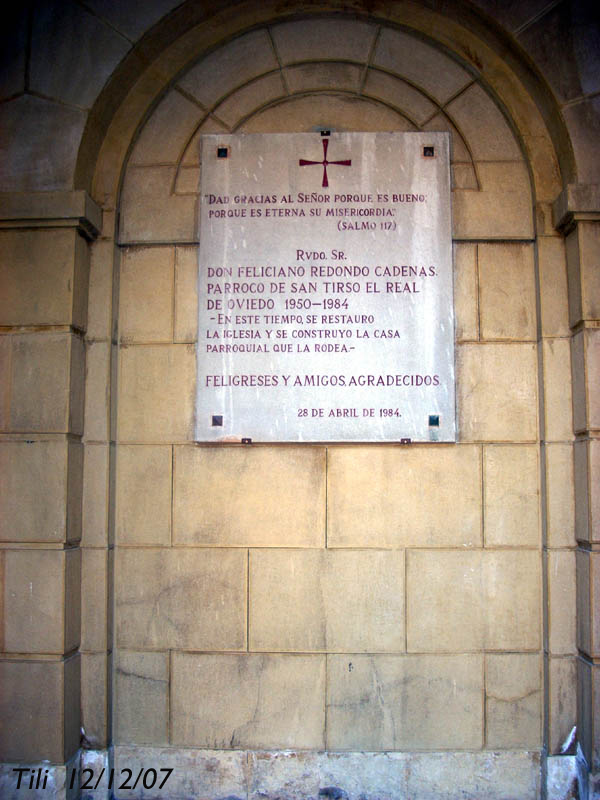 "DAD GRACIAS AL SEÑOR PORQUE ES BUENO;
PORQUE ES ETERNA SU MISERICORDIA."
(SALMO 117)
RVDO. SR.
DON FELICIANO REDONDO CADENAS.
PARROCO DE SAN TIRSO EL REAL
DE OVIEDO 1950-1984
-EN ESTE TIEMPO, SE RESTAURO
LA IGLESIA Y SE CONSTRUYO LA CASA
PARROQUIAL QUE LA RODEA.-
FELIGRESES Y AMIGOS, AGRADECIDOS.
28 DE ABRIL DE 1984.
Tili 12/12/07